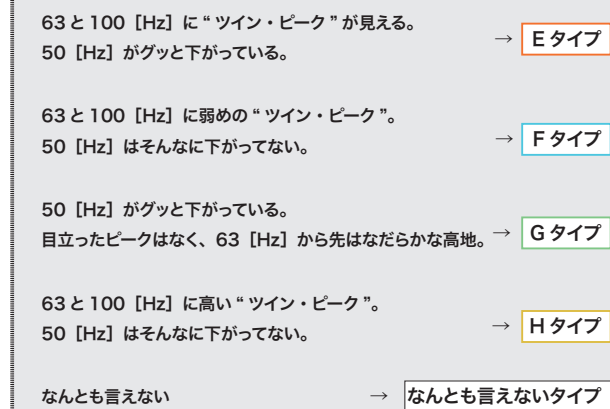 63と100［Hz］に“ツイン・ピーク”が見える。
50［Hz］がグッと下がっている。
→ Eタイプ
63と100［Hz］に弱めの“ツイン・ピーク”。
50［Hz］はそんなに下がってない。
→ Fタイプ
50［Hz］がグッと下がっている。
目立ったピークはなく、63［Hz］から先はなだらかな高地。
→ Gタイプ
63と100［Hz］に高い“ツイン・ピーク”。
50［Hz］はそんなに下がってない。
→ Hタイプ
なんとも言えない → なんとも言えないタイプ